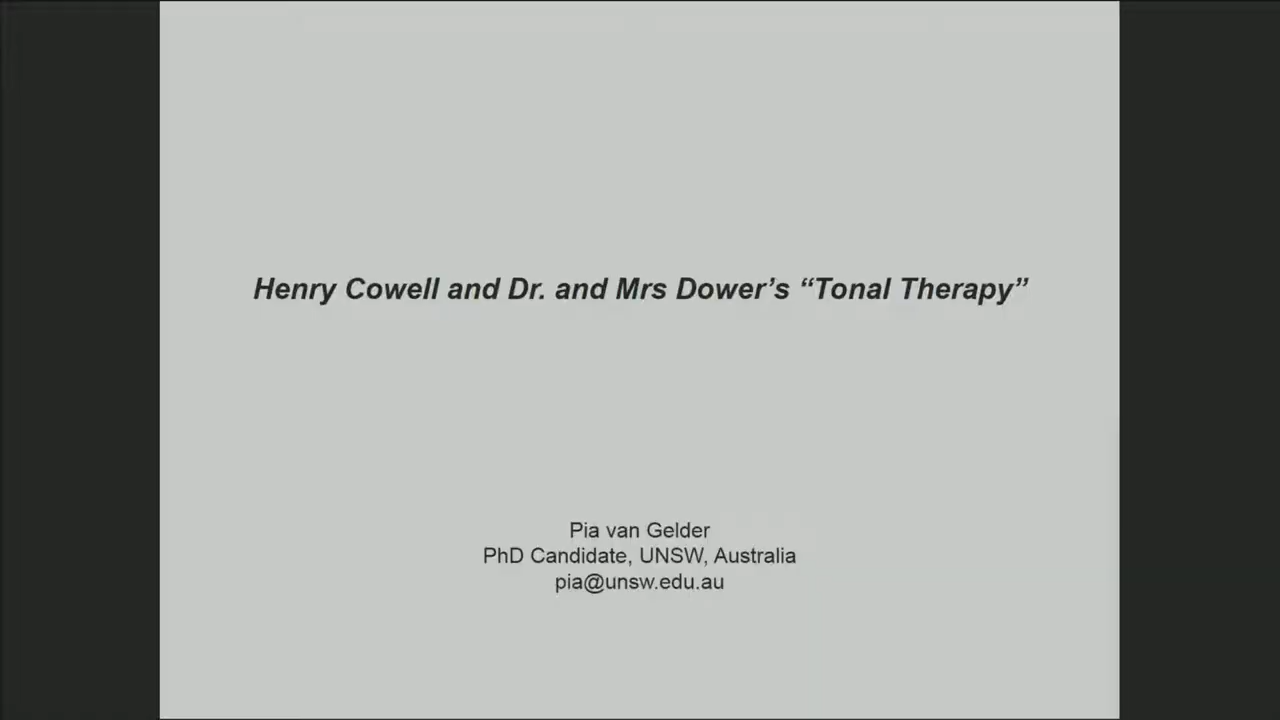 Henry Cowell and Dr. and Mrs Dower’s “Tonal Therapy”
Pia van Gelder
PhD Candidate, UNSW, Australia
pia@unsw.edu.au